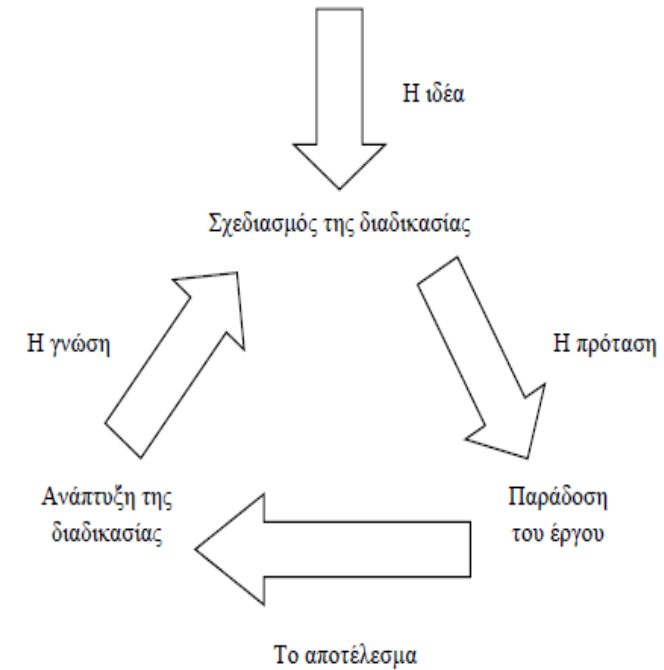 Η ιδέα
Σχεδιασμός της διαδικασίας
Η γνώση
Η πρόταση
Ανάπτυξη της
διαδικασίας
Παράδοση
του έργου
Το αποτέλεσμα